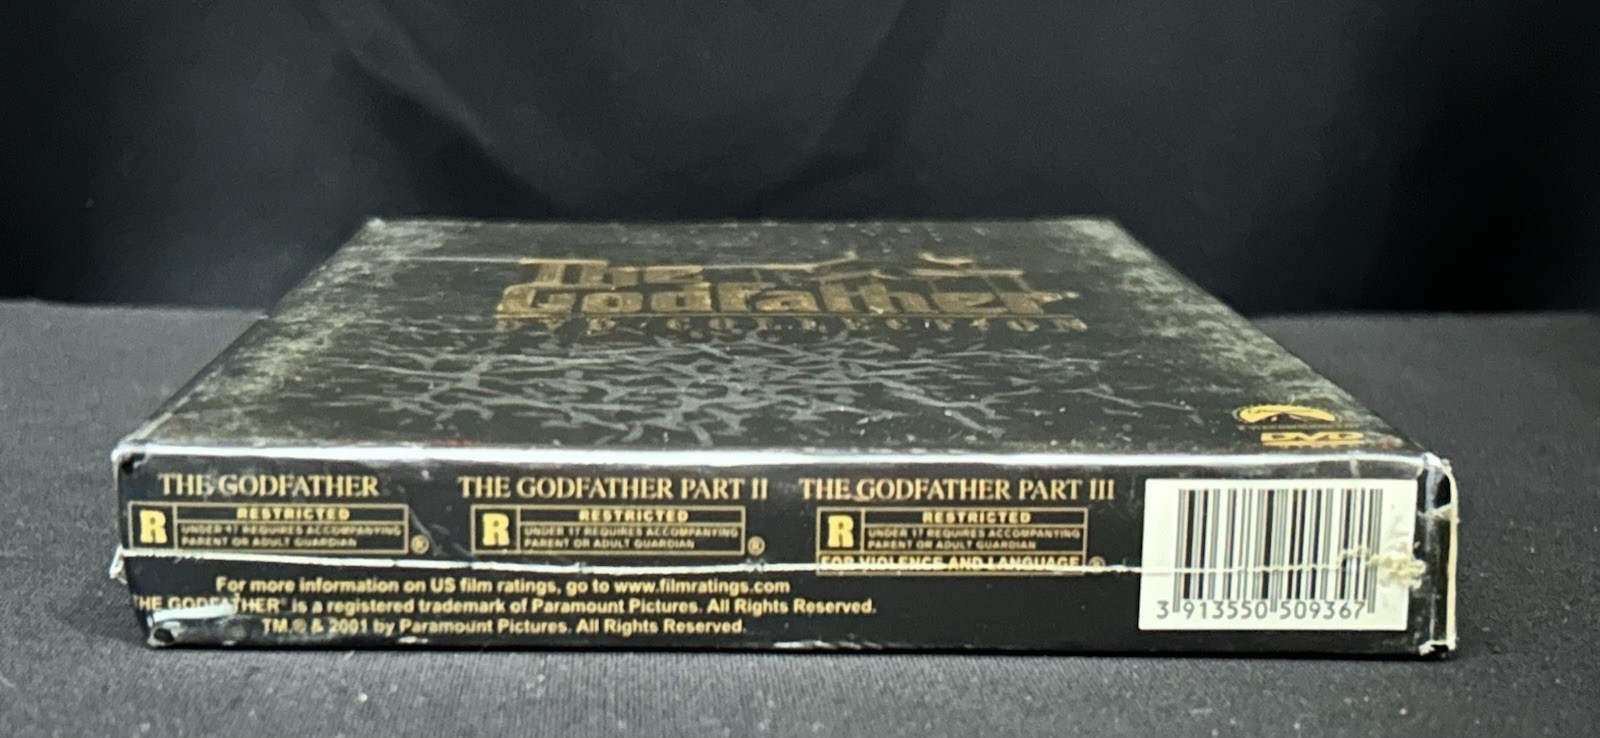 The
Godfather
DVD COLLECTION
DVD
THE GODFATHER
R
RESTRICTED
UNDER 17 REQUIRES ACCOMPANYING
PARENT OR ADULT GUARDIAN
®
THE GODFATHER PART II
R
RESTRICTED
UNDER 17 REQUIRES ACCOMPANYING
PARENT OR ADULT GUARDIAN
®
THE GODFATHER PART III
R
RESTRICTED
UNDER 17 REQUIRES ACCOMPANYING
PARENT OR ADULT GUARDIAN
FOR VIOLENCE AND LANGUAGE
®
For more information on US film ratings, go to www.filmratings.com
THE GODFATHER® is a registered trademark of Paramount Pictures. All Rights Reserved.
TM,® & 2001 by Paramount Pictures. All Rights Reserved.
3 913550 509367